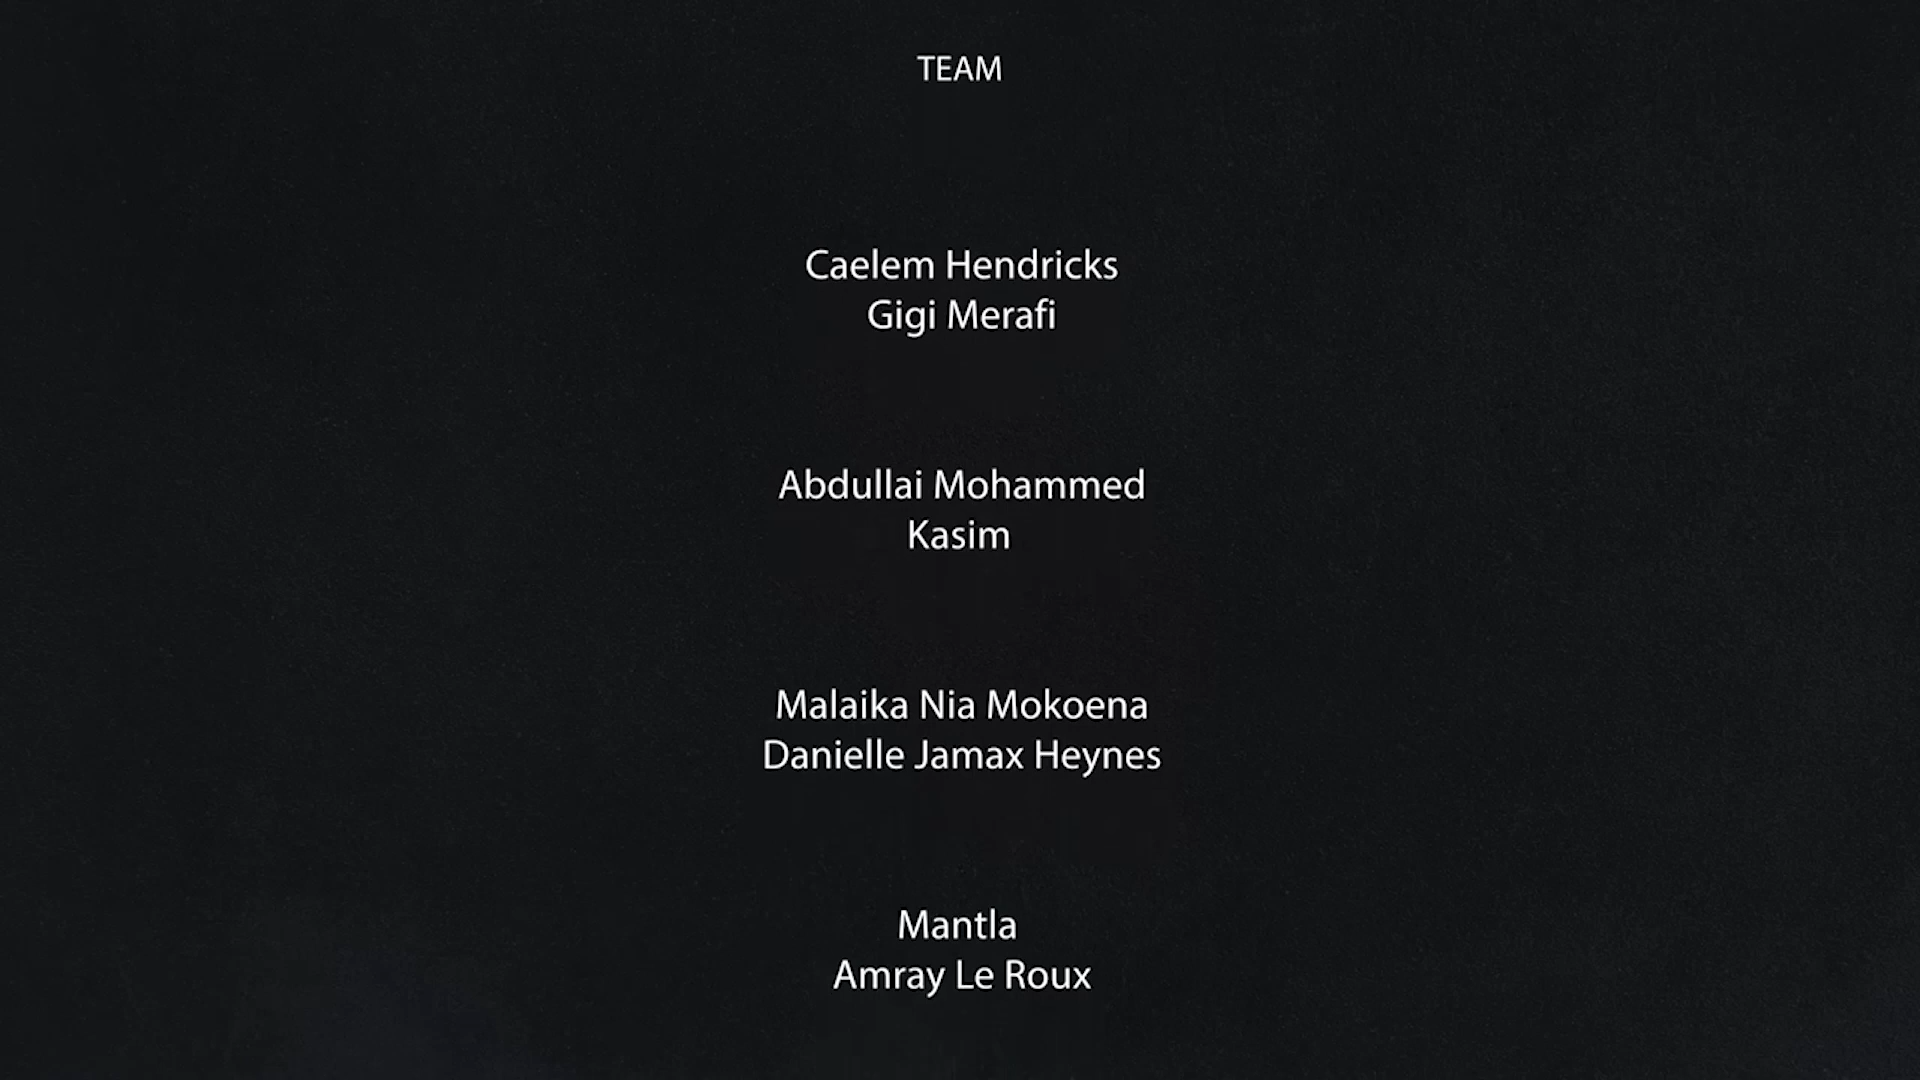 TEAM
Caelem Hendricks
Gigi Merafi
Abdullai Mohammed
Kasim
Malaika Nia Mokoena
Danielle Jamax Heynes
Mantla
Amray Le Roux